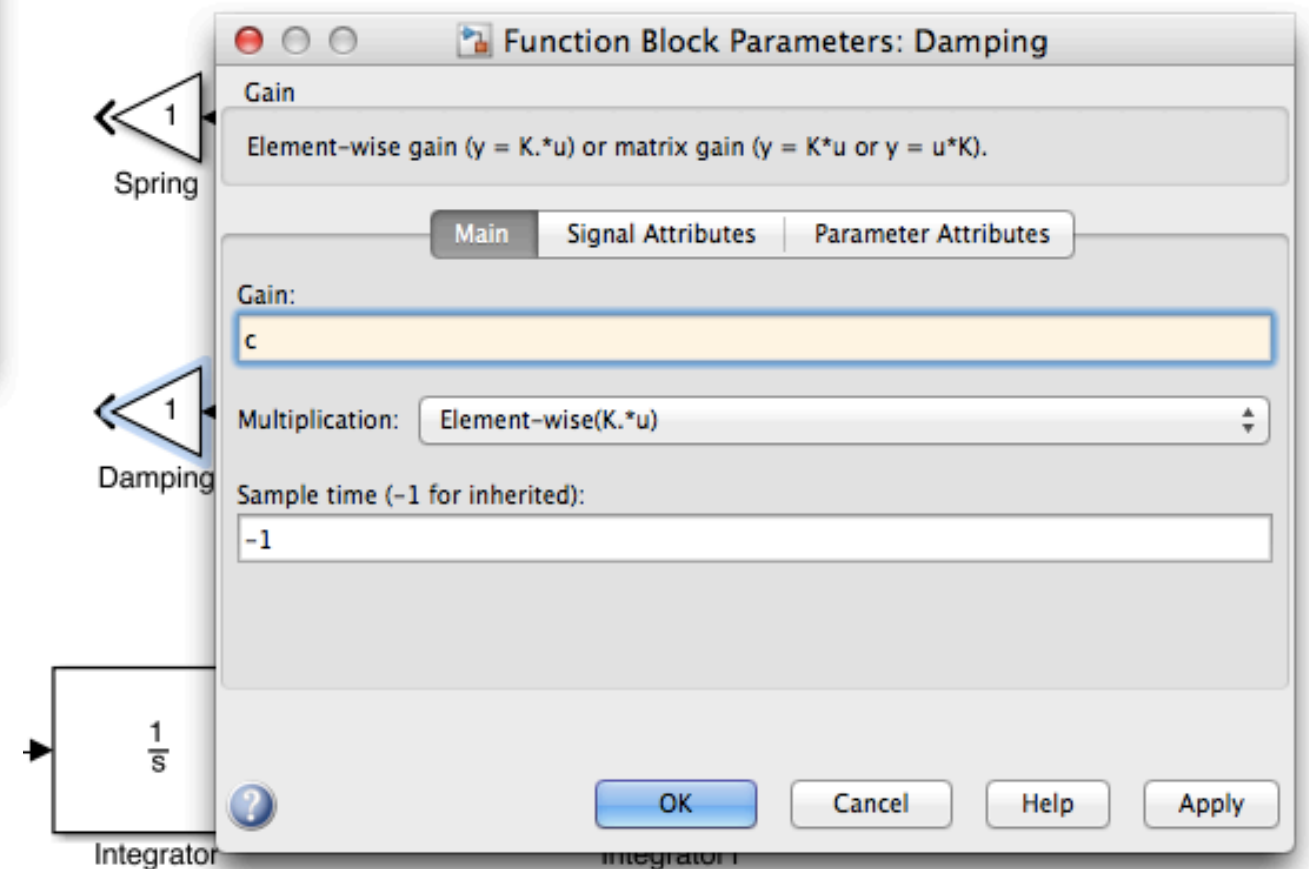 Function Block Parameters: Damping
Gain
Element-wise gain (y = K.*u) or matrix gain (y = K*u or y = u*K).
Main Signal Attributes Parameter Attributes
Gain:
c
Multiplication: Element-wise(K.*u)
Sample time (-1 for inherited):
-1
? OK Cancel Help Apply
1
Spring
1
Damping
1
s
Integrator
Integrator1